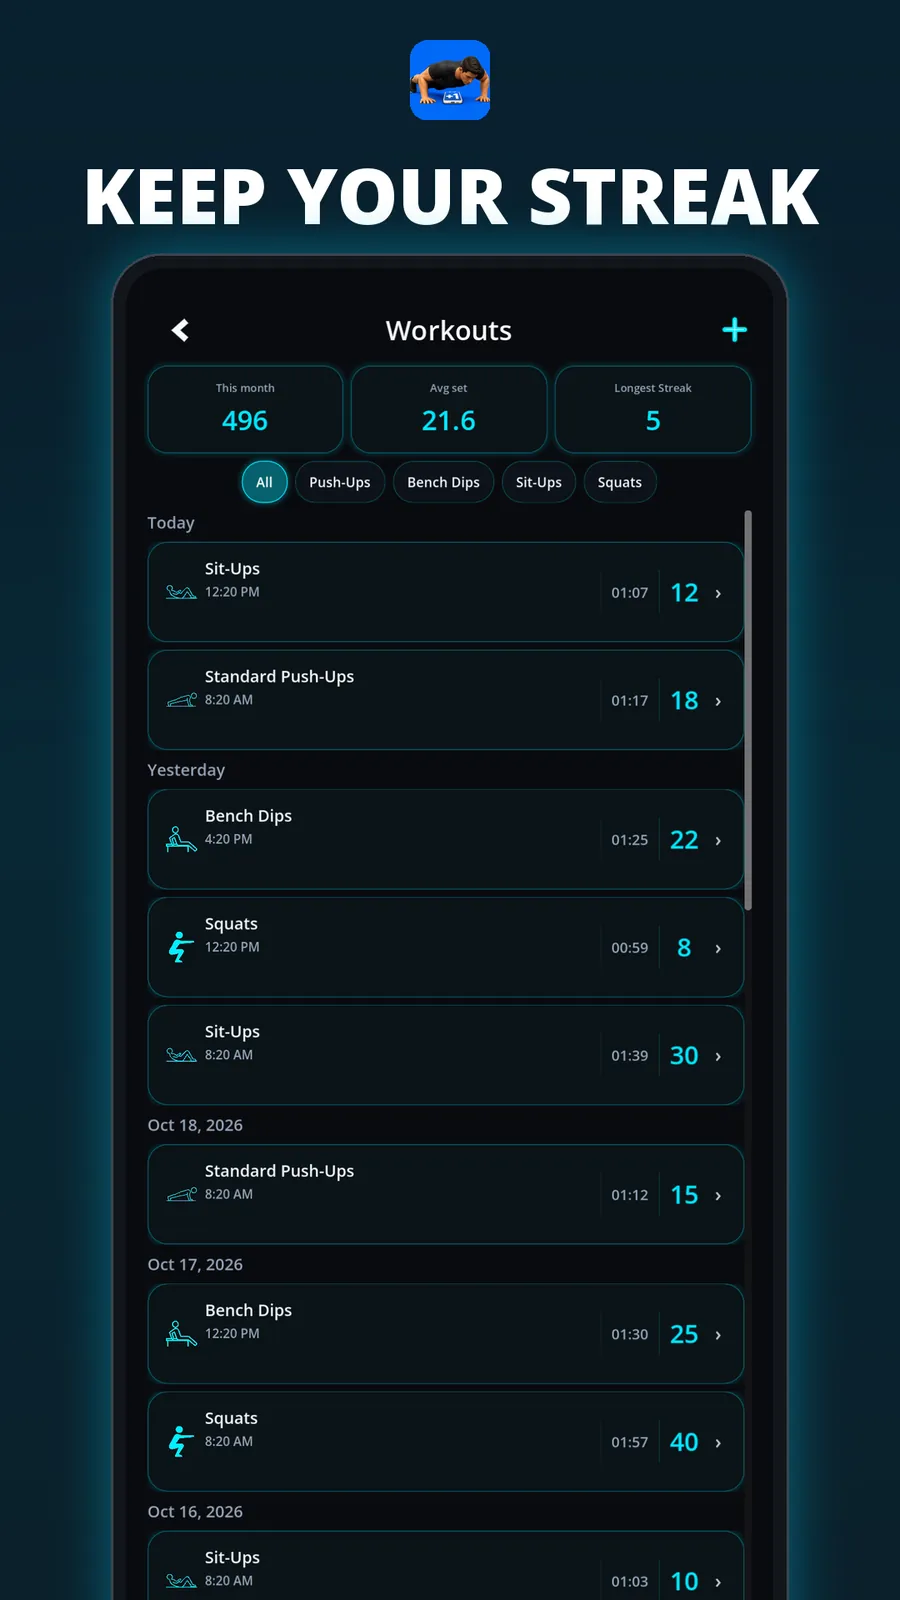 KEEP YOUR STREAK
Workouts
This month
496
Avg set
21.6
Longest Streak
5
All
Push-Ups
Bench Dips
Sit-Ups
Squats
Today
Sit-Ups
12:20 PM
01:07
12
Standard Push-Ups
8:20 AM
01:17
18
Yesterday
Bench Dips
4:20 PM
01:25
22
Squats
12:20 PM
00:59
8
Sit-Ups
8:20 AM
01:39
30
Oct 18, 2026
Standard Push-Ups
8:20 AM
01:12
15
Oct 17, 2026
Bench Dips
12:20 PM
01:30
25
Squats
8:20 AM
01:57
40
Oct 16, 2026
Sit-Ups
8:20 AM
01:03
10